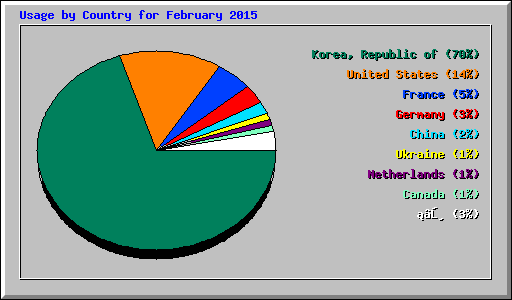 Usage by Country for February 2015
Korea, Republic of (70%)
United States (14%)
France (5%)
Germany (3%)
China (2%)
Ukraine (1%)
Netherlands (1%)
Canada (1%)
(3%)